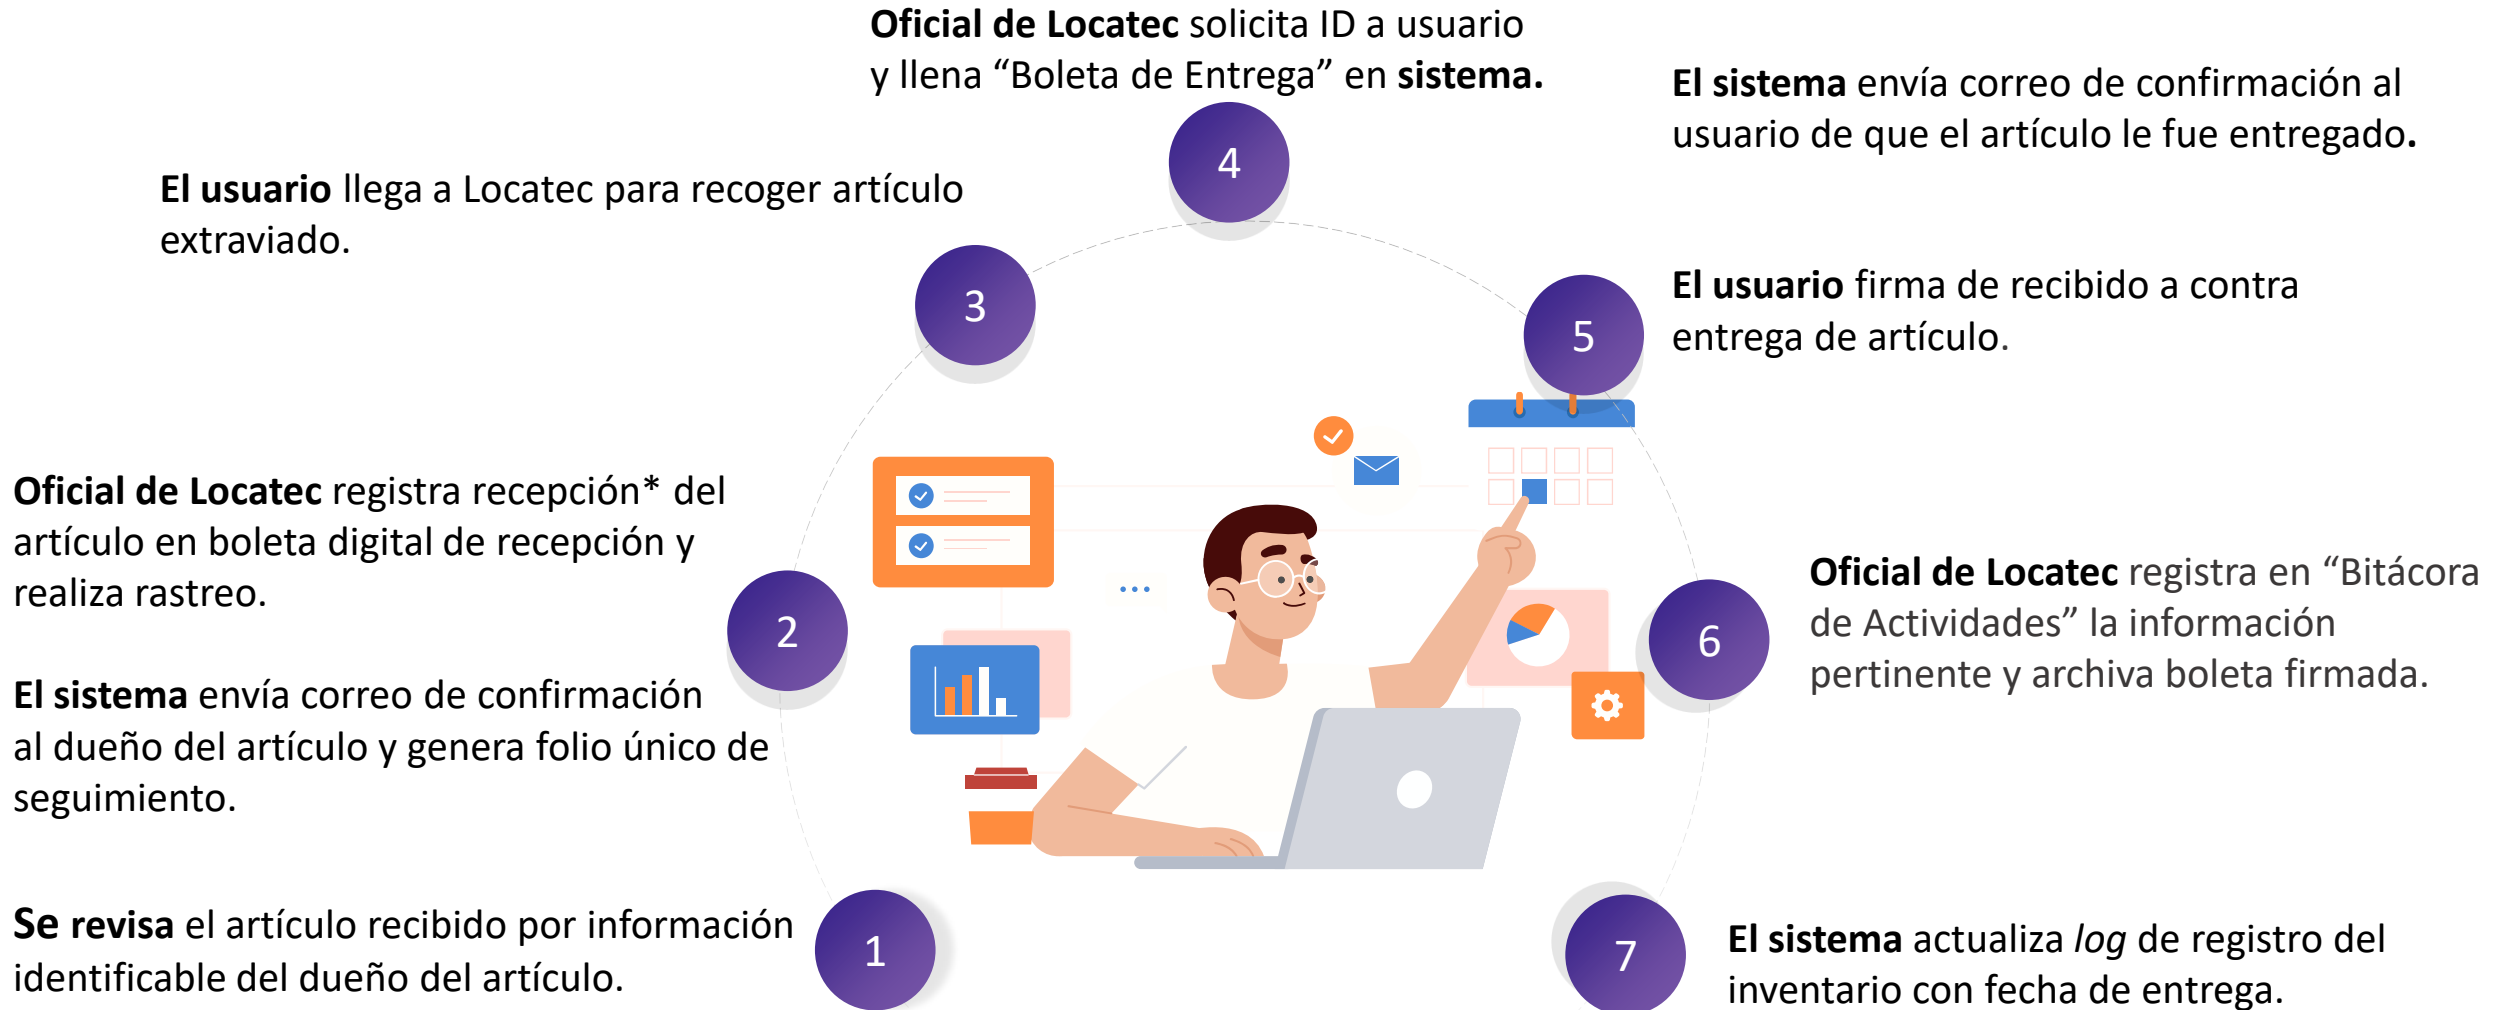 1
Se revisa el artículo recibido por información
identificable del dueño del artículo.
2
Oficial de Locatec registra recepción* del
artículo en boleta digital de recepción y
realiza rastreo.
El sistema envía correo de confirmación
al dueño del artículo y genera folio único de
seguimiento.
3
El usuario llega a Locatec para recoger artículo
extraviado.
4
Oficial de Locatec solicita ID a usuario
y llena “Boleta de Entrega” en sistema.
5
El sistema envía correo de confirmación al
usuario de que el artículo le fue entregado.
El usuario firma de recibido a contra
entrega de artículo.
6
Oficial de Locatec registra en “Bitácora
de Actividades” la información
pertinente y archiva boleta firmada.
7
El sistema actualiza log de registro del
inventario con fecha de entrega.